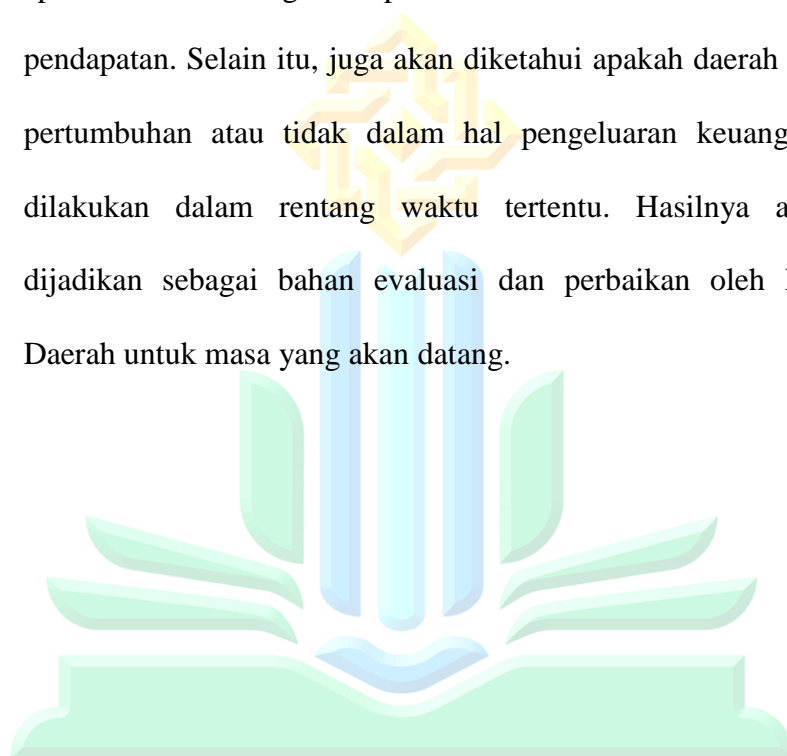 pendapatan. Selain itu, juga akan diketahui apakah daerah
pertumbuhan atau tidak dalam hal pengeluaran keuang
dilakukan dalam rentang waktu tertentu. Hasilnya a
dijadikan sebagai bahan evaluasi dan perbaikan oleh
Daerah untuk masa yang akan datang.